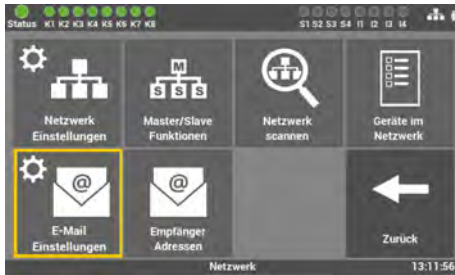 Status K1 K2 K3 K4 K5 K6 K7 K8 S1 S2 S3 S4 I1 I2 I3 I4
M
S S S
Netzwerk
Einstellungen
Master/Slave
Funktionen
Netzwerk
scannen
Geräte im
Netzwerk
@
E-Mail
Einstellungen
@
Empfänger
Adressen
Zurück
Netzwerk 13:11:56